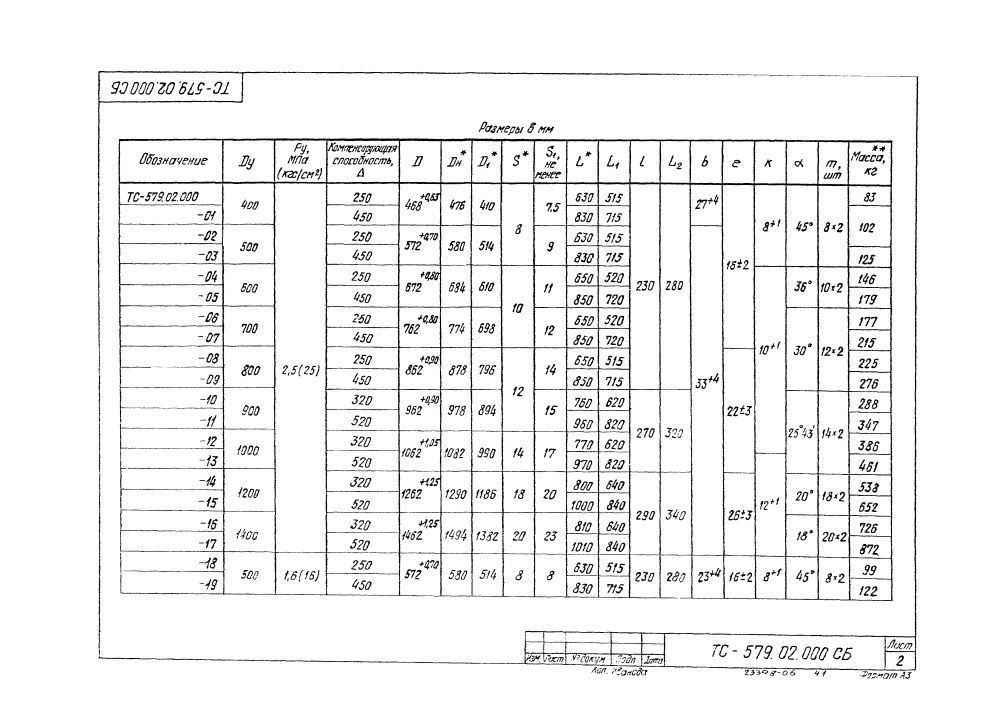 ТС-579.02.000 СБ
Размеры в мм
Обозначение Dу Pу, МПа (кгс/см²) Компенсирующая способность, Δ D Dн* D₁* S* S₁, не менее L* L₁ l L₂ b e к α m, шт Масса,** кг
ТС-579.02.000 400 2,5(25) 250 468+0,63 476 410 8 7,5 630 515 230 280 27+4 16±2 8+1 45° 8×2 83
-01 450 830 715 102
-02 500 250 572+0,70 580 514 9 630 515 33+4
-03 450 830 715 125
-04 600 250 672+0,80 684 610 10 11 650 520 10+1 36° 10×2 146
-05 450 850 720 179
-06 700 250 762+0,80 774 698 12 650 520 30° 12×2 177
-07 450 850 720 215
-08 800 250 862+0,90 878 796 12 14 650 515 22±3 225
-09 450 850 715 276
-10 900 320 962+0,90 978 894 15 760 620 270 320 25°43′ 14×2 288
-11 520 960 820 347
-12 1000 320 1062+1,05 1082 990 14 17 770 620 386
-13 520 970 820 12+1 461
-14 1200 320 1262+1,25 1290 1186 18 20 800 640 290 340 26±3 20° 18×2 538
-15 520 1000 840 652
-16 1400 320 1462+1,25 1494 1382 20 23 810 640 18° 20×2 726
-17 520 1010 840 872
-18 500 1,6(16) 250 572+0,70 580 514 8 8 630 515 230 280 23+4 16±2 8+1 45° 8×2 99
-19 450 830 715 122
ТС - 579.02.000 СБ
Лист
2
Изм Лист № докум Подп Дата
Коп. Иванова 23308-06 41 Формат А3